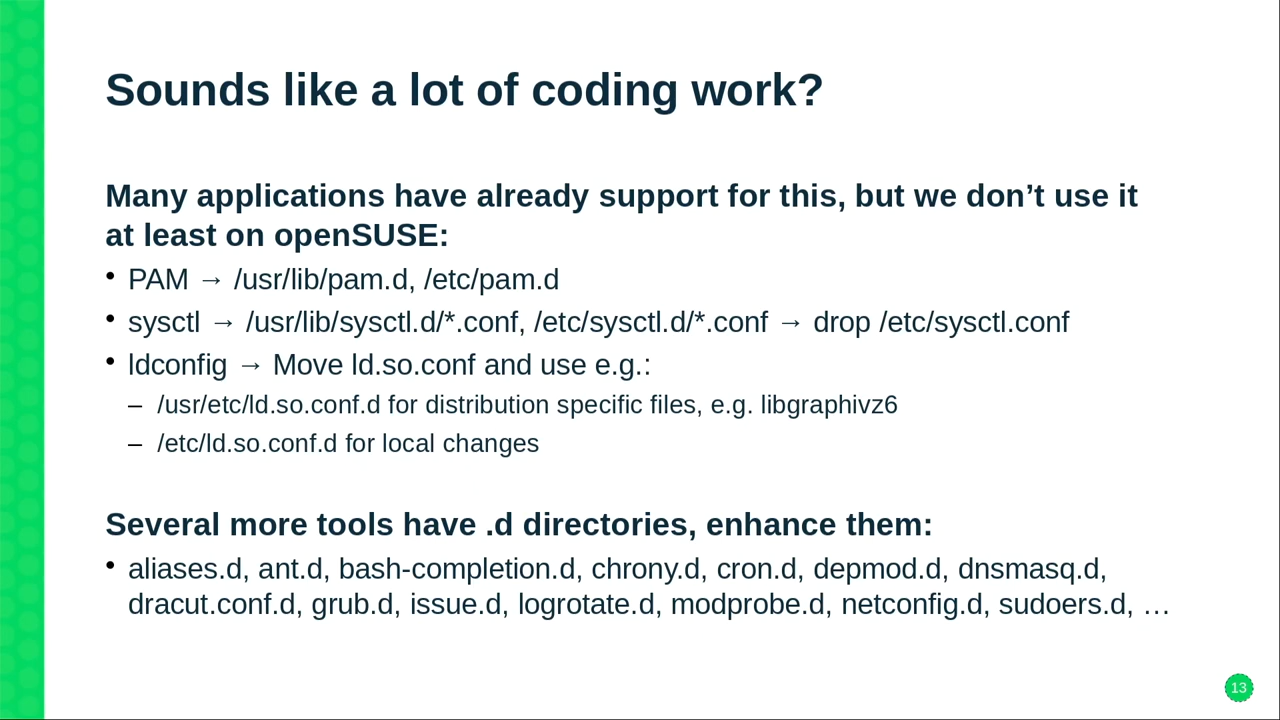 Sounds like a lot of coding work?
Many applications have already support for this, but we don’t use it
at least on openSUSE:
• PAM → /usr/lib/pam.d, /etc/pam.d
• sysctl → /usr/lib/sysctl.d/*.conf, /etc/sysctl.d/*.conf → drop /etc/sysctl.conf
• ldconfig → Move ld.so.conf and use e.g.:
– /usr/etc/ld.so.conf.d for distribution specific files, e.g. libgraphivz6
– /etc/ld.so.conf.d for local changes
Several more tools have .d directories, enhance them:
• aliases.d, ant.d, bash-completion.d, chrony.d, cron.d, depmod.d, dnsmasq.d,
dracut.conf.d, grub.d, issue.d, logrotate.d, modprobe.d, netconfig.d, sudoers.d, …
13